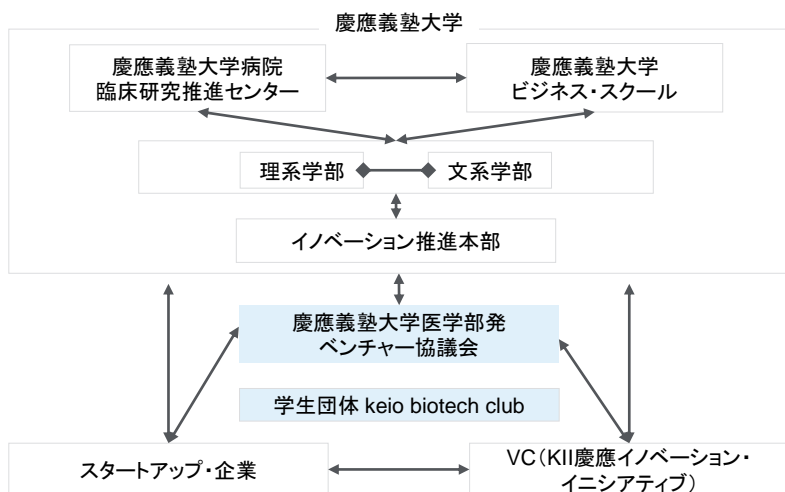 慶應義塾大学
慶應義塾大学病院
臨床研究推進センター
慶應義塾大学
ビジネス・スクール
理系学部
文系学部
イノベーション推進本部
慶應義塾大学医学部発
ベンチャー協議会
学生団体 keio biotech club
スタートアップ・企業
VC(KII慶應イノベーション・
イニシアティブ)